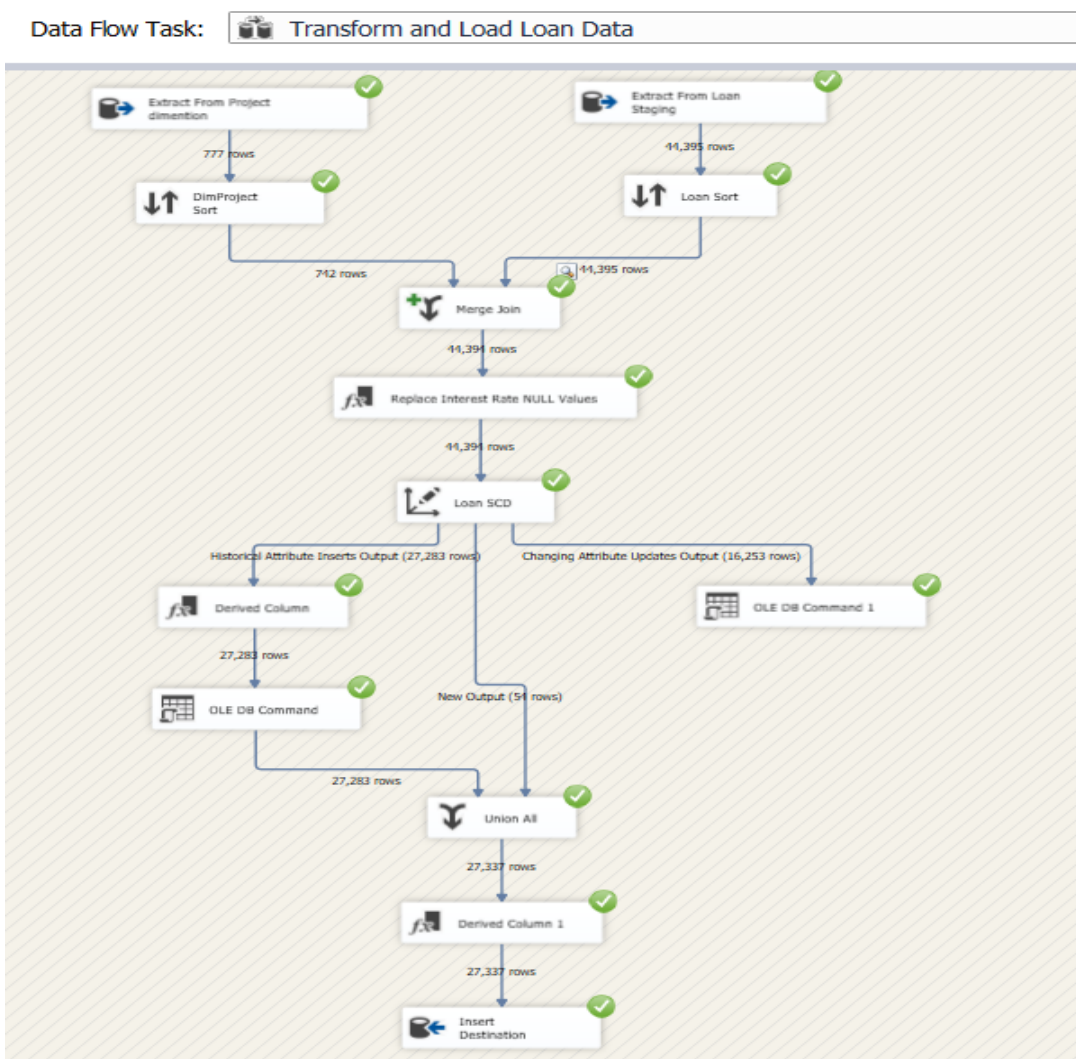 Data Flow Task: Transform and Load Loan Data
Extract From Project
dimention
Extract From Loan
Staging
777 rows
44,395 rows
DimProject
Sort
Loan Sort
742 rows
44,395 rows
Merge Join
44,394 rows
Replace Interest Rate NULL Values
44,394 rows
Loan SCD
Historical Attribute Inserts Output (27,283 rows)
Changing Attribute Updates Output (16,253 rows)
Derived Column
OLE DB Command 1
27,283 rows
OLE DB Command
New Output (54 rows)
27,283 rows
Union All
27,337 rows
Derived Column 1
27,337 rows
Insert
Destination